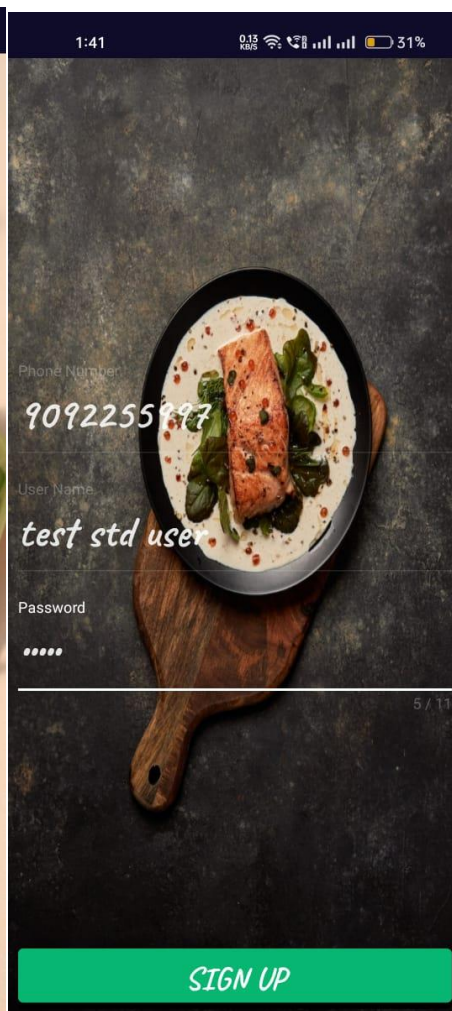 1:41 0.13 KB/S 31%
Phone Number
9092255997
User Name
test std user
Password
•••••
5 / 11
SIGN UP